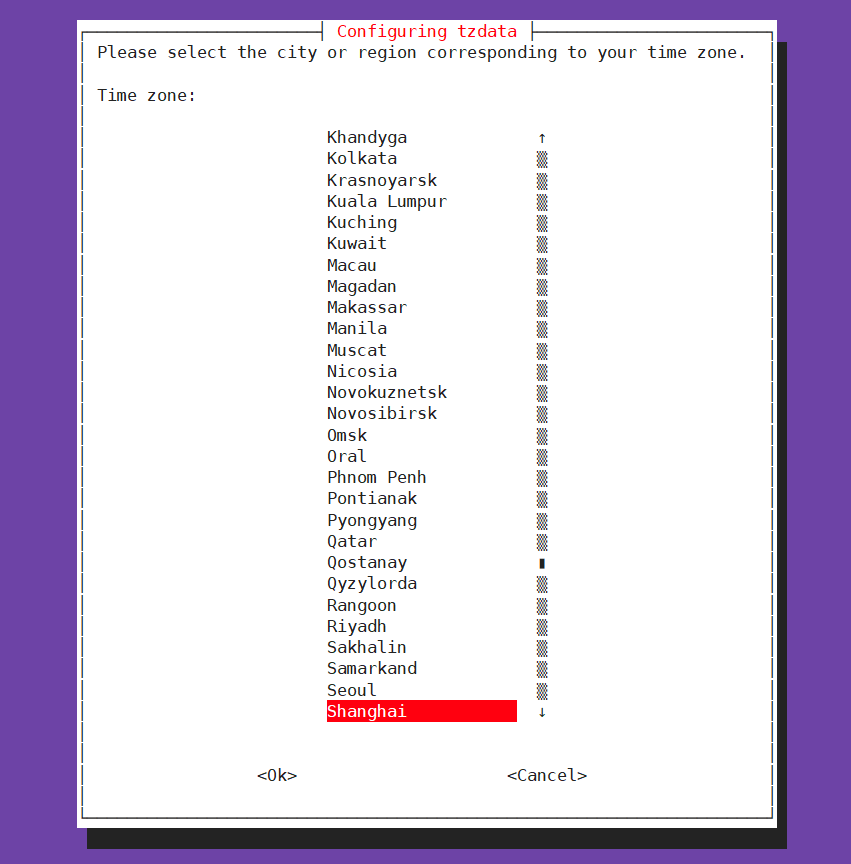 Configuring tzdata
Please select the city or region corresponding to your time zone.
Time zone:
Khandyga ↑
Kolkata
Krasnoyarsk
Kuala Lumpur
Kuching
Kuwait
Macau
Magadan
Makassar
Manila
Muscat
Nicosia
Novokuznetsk
Novosibirsk
Omsk
Oral
Phnom Penh
Pontianak
Pyongyang
Qatar
Qostanay
Qyzylorda
Rangoon
Riyadh
Sakhalin
Samarkand
Seoul
Shanghai ↓
<Ok> <Cancel>